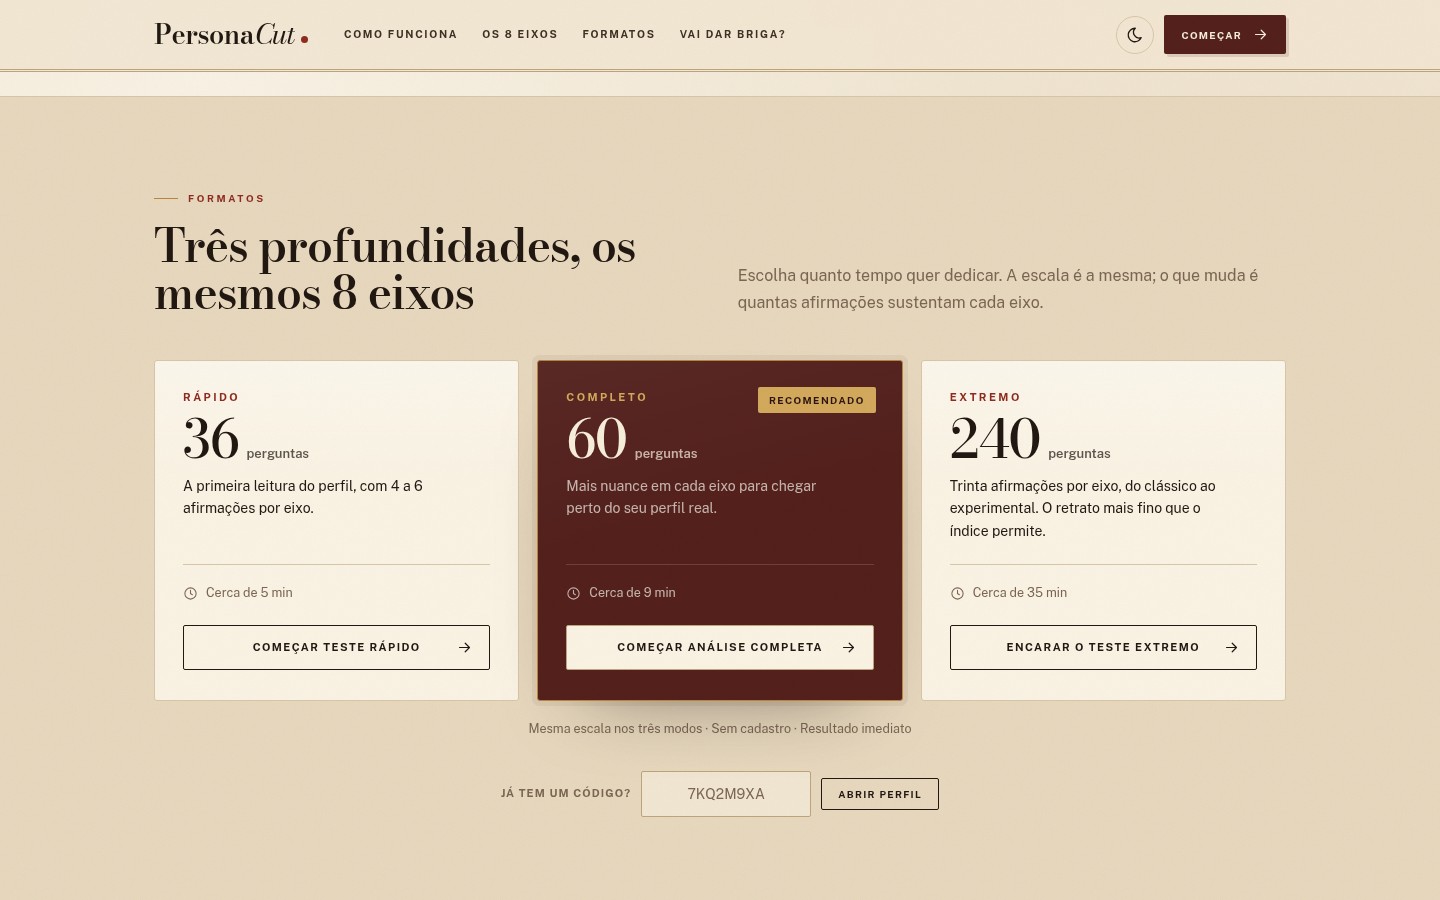 PersonaCut
COMO FUNCIONA
OS 8 EIXOS
FORMATOS
VAI DAR BRIGA?
COMEÇAR
FORMATOS
Três profundidades, os
mesmos 8 eixos
Escolha quanto tempo quer dedicar. A escala é a mesma; o que muda é
quantas afirmações sustentam cada eixo.
RÁPIDO
36 perguntas
A primeira leitura do perfil, com 4 a 6
afirmações por eixo.
Cerca de 5 min
COMEÇAR TESTE RÁPIDO
COMPLETO
RECOMENDADO
60 perguntas
Mais nuance em cada eixo para chegar
perto do seu perfil real.
Cerca de 9 min
COMEÇAR ANÁLISE COMPLETA
EXTREMO
240 perguntas
Trinta afirmações por eixo, do clássico ao
experimental. O retrato mais fino que o
índice permite.
Cerca de 35 min
ENCARAR O TESTE EXTREMO
Mesma escala nos três modos · Sem cadastro · Resultado imediato
JÁ TEM UM CÓDIGO?
7KQ2M9XA
ABRIR PERFIL